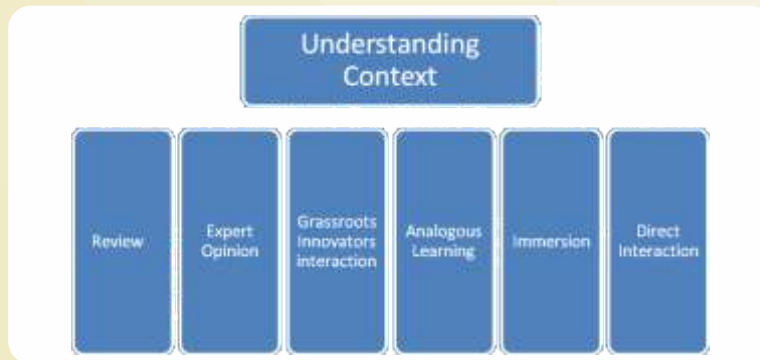 Understanding
Context
Review
Expert
Opinion
Grassroots
Innovators
interaction
Analogous
Learning
Immersion
Direct
Interaction